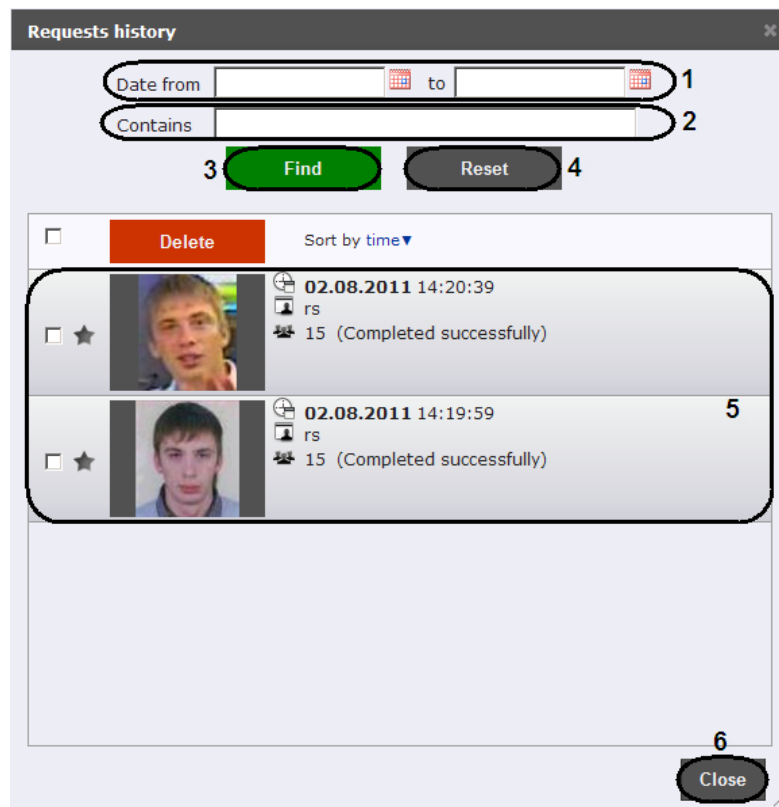 Requests history
Date from to 1
Contains 2
3 Find Reset 4
Delete Sort by time▼
02.08.2011 14:20:39
rs
15 (Completed successfully)
02.08.2011 14:19:59
5
rs
15 (Completed successfully)
6
Close